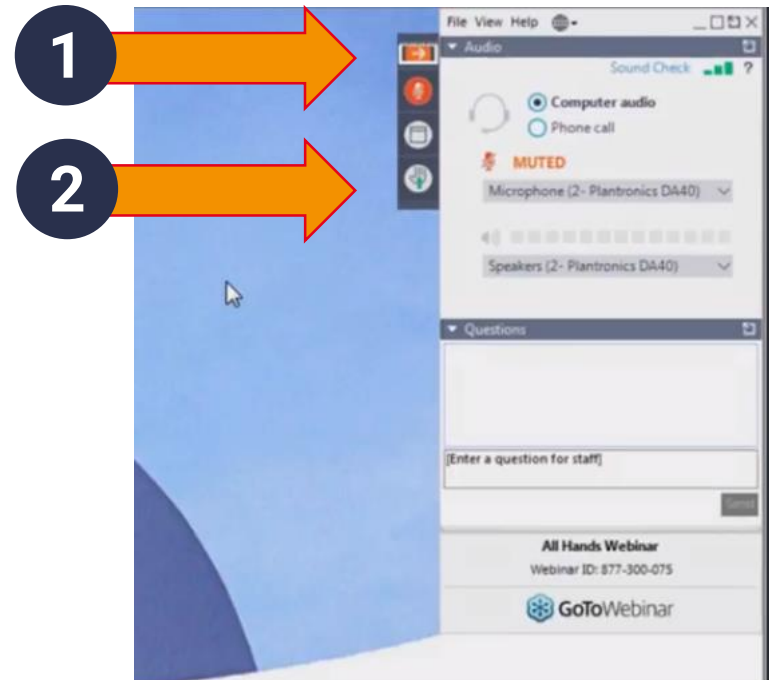 1
2
File View Help
Audio
Sound Check ?
Computer audio
Phone call
MUTED
Microphone (2- Plantronics DA40)
Speakers (2- Plantronics DA40)
Questions
[Enter a question for staff]
Send
All Hands Webinar
Webinar ID: 877-300-075
GoToWebinar